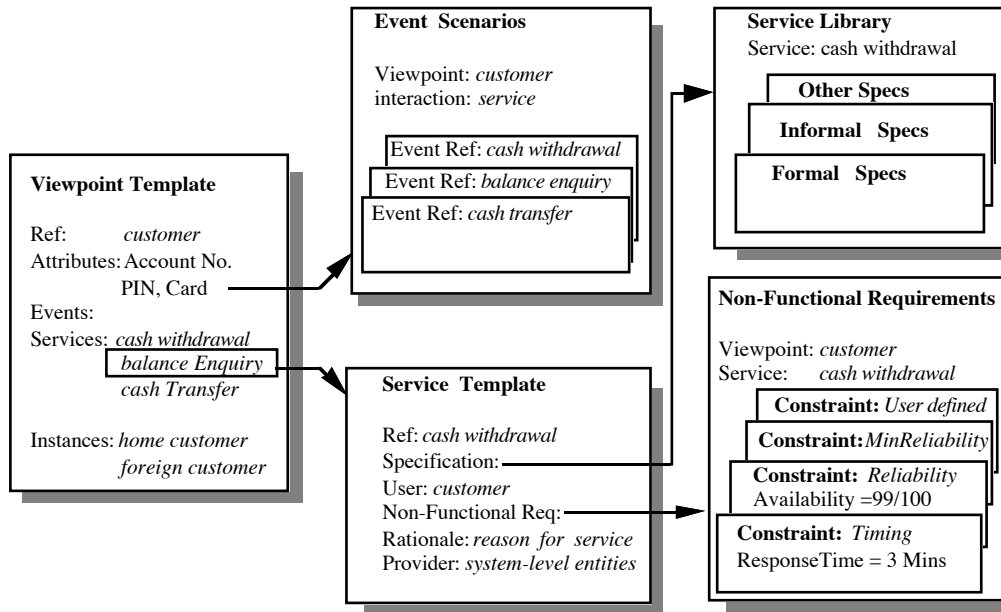 Viewpoint Template
Ref: customer
Attributes: Account No.
PIN, Card
Events:
Services: cash withdrawal
balance Enquiry
cash Transfer
Instances: home customer
foreign customer
Event Scenarios
Viewpoint: customer
interaction: service
Event Ref: cash withdrawal
Event Ref: balance enquiry
Event Ref: cash transfer
Service Template
Ref: cash withdrawal
Specification:
User: customer
Non-Functional Req:
Rationale: reason for service
Provider: system-level entities
Service Library
Service: cash withdrawal
Other Specs
Informal Specs
Formal Specs
Non-Functional Requirements
Viewpoint: customer
Service: cash withdrawal
Constraint: User defined
Constraint:MinReliability
Constraint: Reliability
Availability =99/100
Constraint: Timing
ResponseTime = 3 Mins